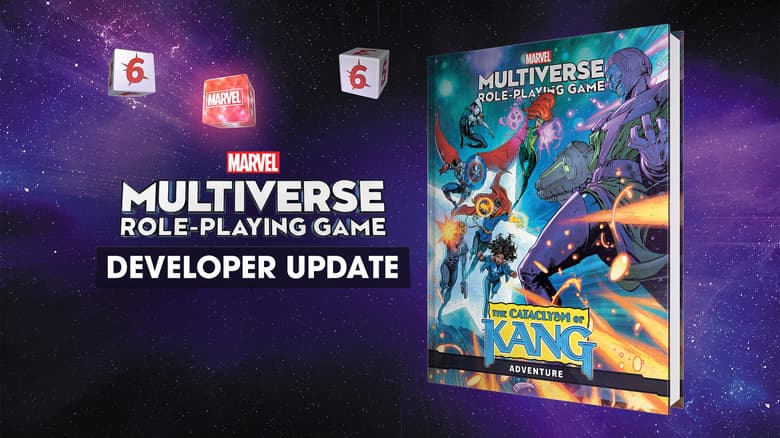 6
MARVEL
6
MARVEL
MULTIVERSE
ROLE-PLAYING GAME
DEVELOPER UPDATE
MARVEL
MULTIVERSE
ROLE-PLAYING GAME
THE CATACLYSM OF
KANG
ADVENTURE